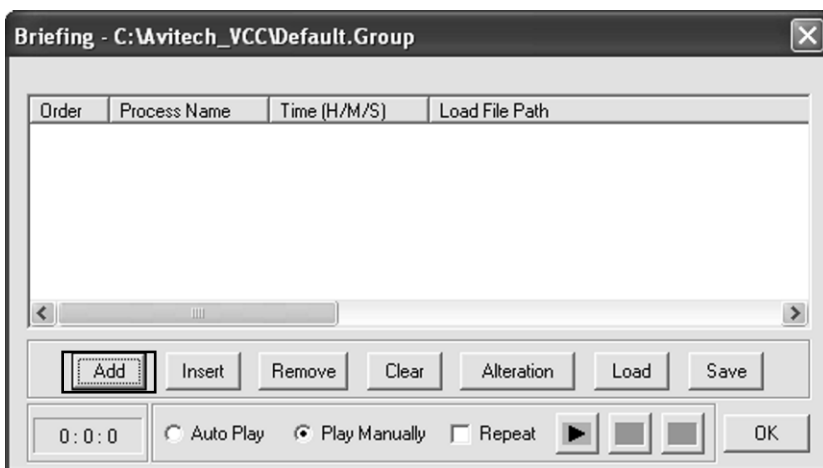 Briefing - C:\Avitech_VCC\Default.Group
Order Process Name Time (H/M/S) Load File Path
Add Insert Remove Clear Alteration Load Save
0:0:0 Auto Play Play Manually Repeat OK